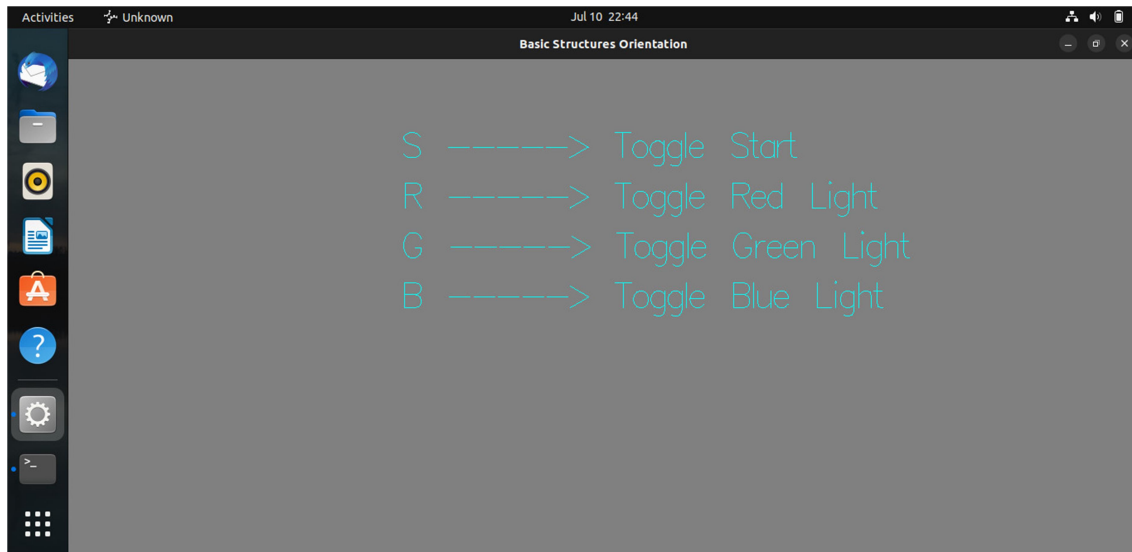 Activities Unknown Jul 10 22:44
Basic Structures Orientation
S -----> Toggle Start
R -----> Toggle Red Light
G -----> Toggle Green Light
B -----> Toggle Blue Light